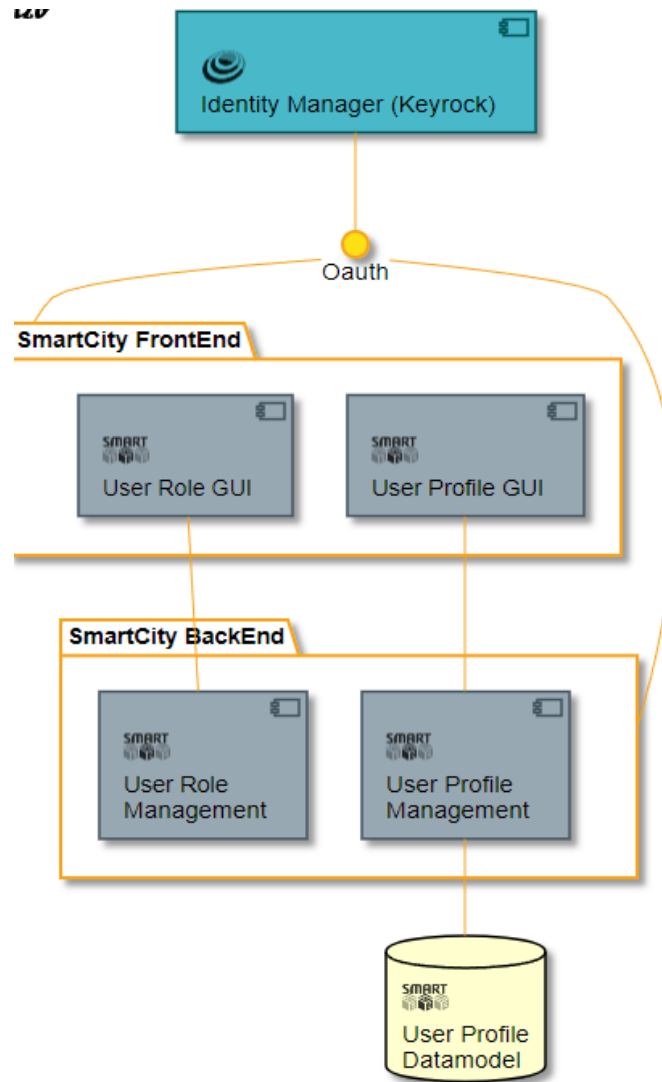 Identity Manager (Keyrock)
Oauth
SmartCity FrontEnd
SMART
SMART
User Role GUI
User Profile GUI
SmartCity BackEnd
SMART
SMART
User Role
Management
User Profile
Management
SMART
User Profile
Datamodel